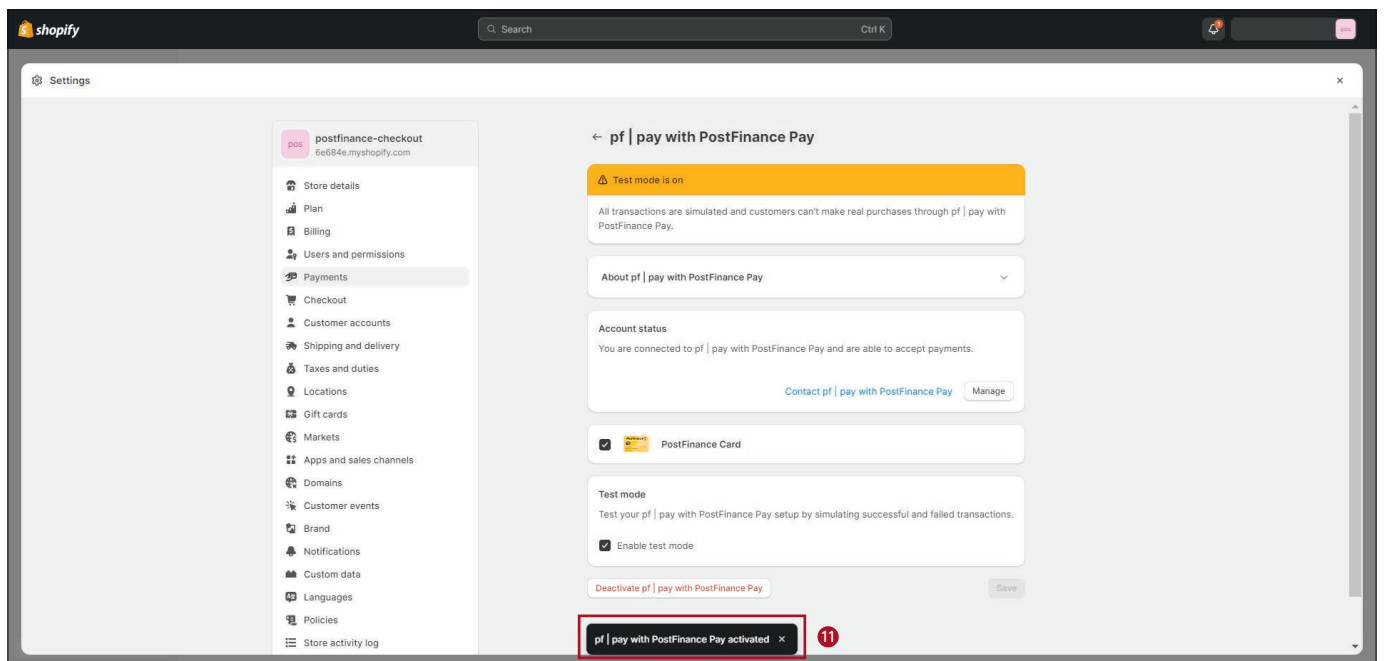 shopify
Search
Ctrl K
1
pos
Settings
pos
postfinance-checkout
6e684e.myshopify.com
Store details
Plan
Billing
Users and permissions
Payments
Checkout
Customer accounts
Shipping and delivery
Taxes and duties
Locations
Gift cards
Markets
Apps and sales channels
Domains
Customer events
Brand
Notifications
Custom data
Languages
Policies
Store activity log
← pf | pay with PostFinance Pay
Test mode is on
All transactions are simulated and customers can't make real purchases through pf | pay with
PostFinance Pay.
About pf | pay with PostFinance Pay
Account status
You are connected to pf | pay with PostFinance Pay and are able to accept payments.
Contact pf | pay with PostFinance Pay
Manage
PostFinance Card
Test mode
Test your pf | pay with PostFinance Pay setup by simulating successful and failed transactions.
Enable test mode
Deactivate pf | pay with PostFinance Pay
Save
pf | pay with PostFinance Pay activated ×
11